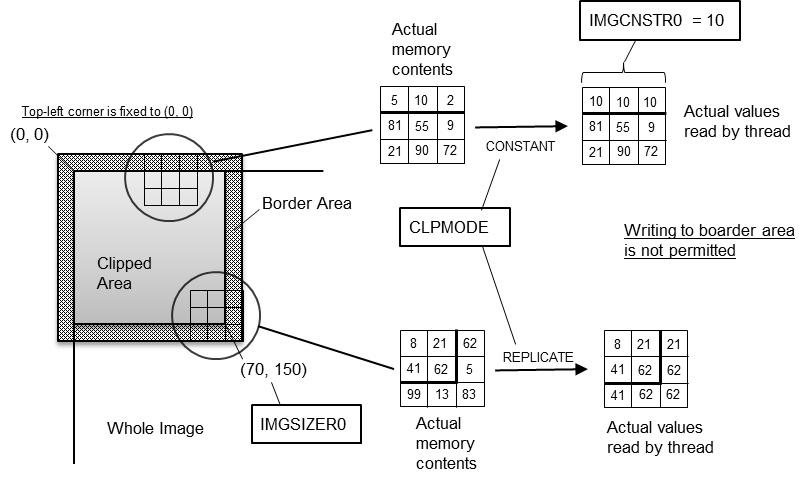 IMGCNSTR0 = 10
Actual
memory
contents
Top-left corner is fixed to (0, 0)
(0, 0)
5 10 2
81 55 9
21 90 72
CONSTANT
10 10 10
81 55 9
21 90 72
Actual values
read by thread
Border Area
CLPMODE
Writing to boarder area
is not permitted
Clipped
Area
(70, 150)
IMGSIZER0
Whole Image
8 21 62
41 62 5
99 13 83
REPLICATE
8 21 21
41 62 62
41 62 62
Actual
memory
contents
Actual values
read by thread